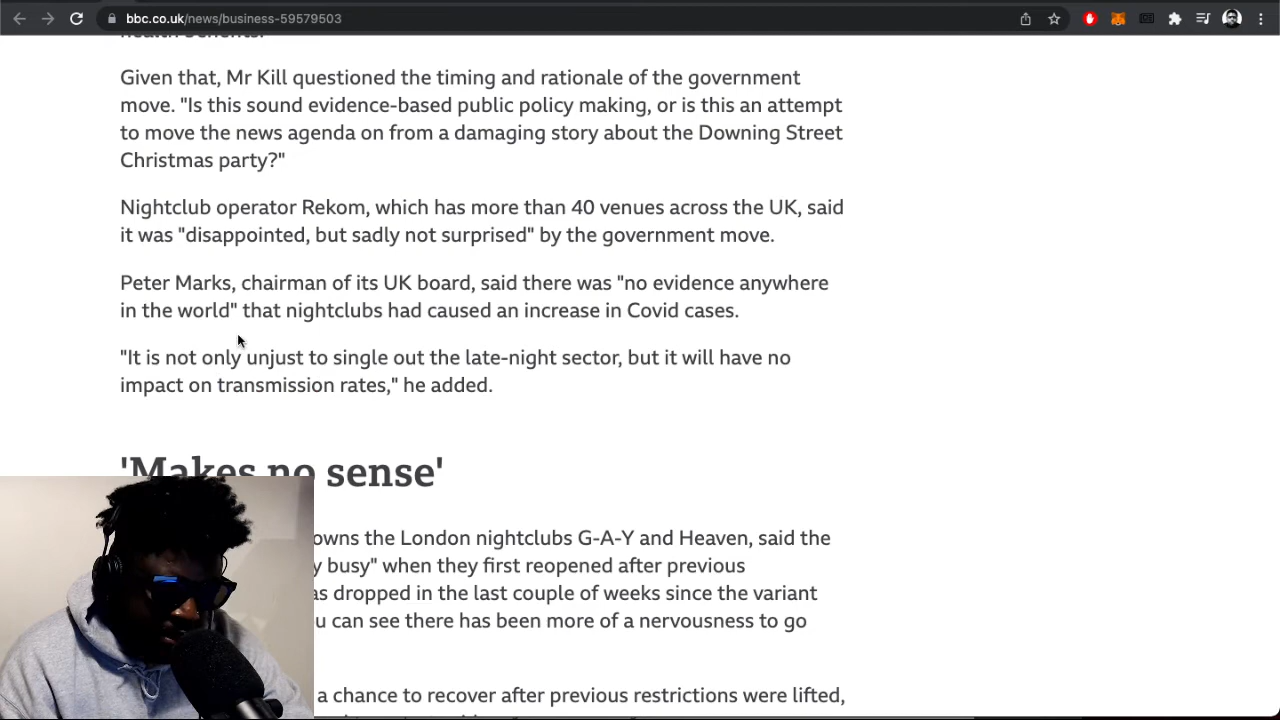 bbc.co.uk/news/business-59579503
health benefits.
Given that, Mr Kill questioned the timing and rationale of the government
move. "Is this sound evidence-based public policy making, or is this an attempt
to move the news agenda on from a damaging story about the Downing Street
Christmas party?"
Nightclub operator Rekom, which has more than 40 venues across the UK, said
it was "disappointed, but sadly not surprised" by the government move.
Peter Marks, chairman of its UK board, said there was "no evidence anywhere
in the world" that nightclubs had caused an increase in Covid cases.
"It is not only unjust to single out the late-night sector, but it will have no
impact on transmission rates," he added.
'Makes no sense'
owns the London nightclubs G-A-Y and Heaven, said the
y busy" when they first reopened after previous
as dropped in the last couple of weeks since the variant
u can see there has been more of a nervousness to go
a chance to recover after previous restrictions were lifted,